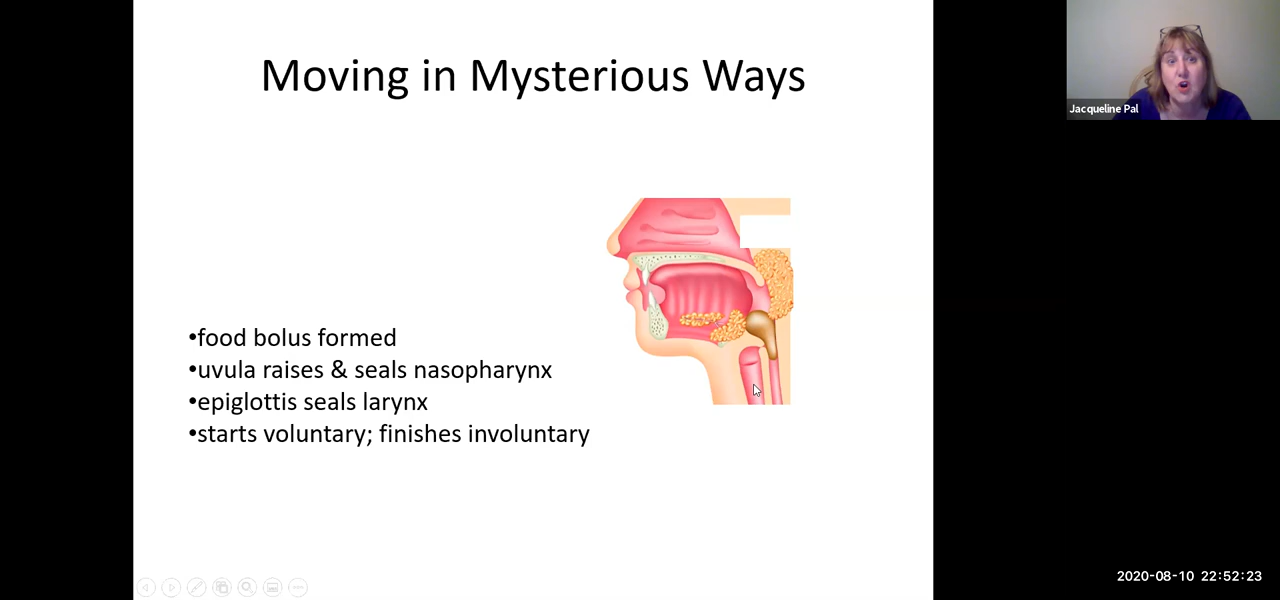 Moving in Mysterious Ways
Jacqueline Pal
•food bolus formed
•uvula raises & seals nasopharynx
•epiglottis seals larynx
•starts voluntary; finishes involuntary
2020-08-10 22:52:23